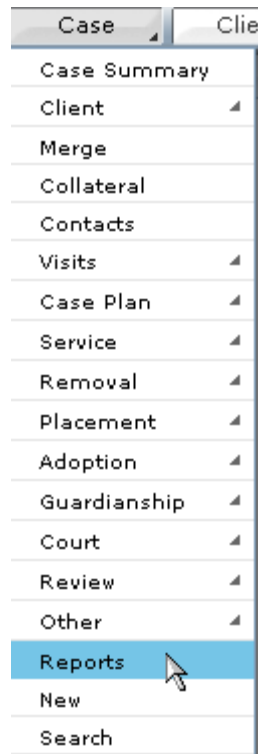 Case Clie
Case Summary
Client
Merge
Collateral
Contacts
Visits
Case Plan
Service
Removal
Placement
Adoption
Guardianship
Court
Review
Other
Reports
New
Search